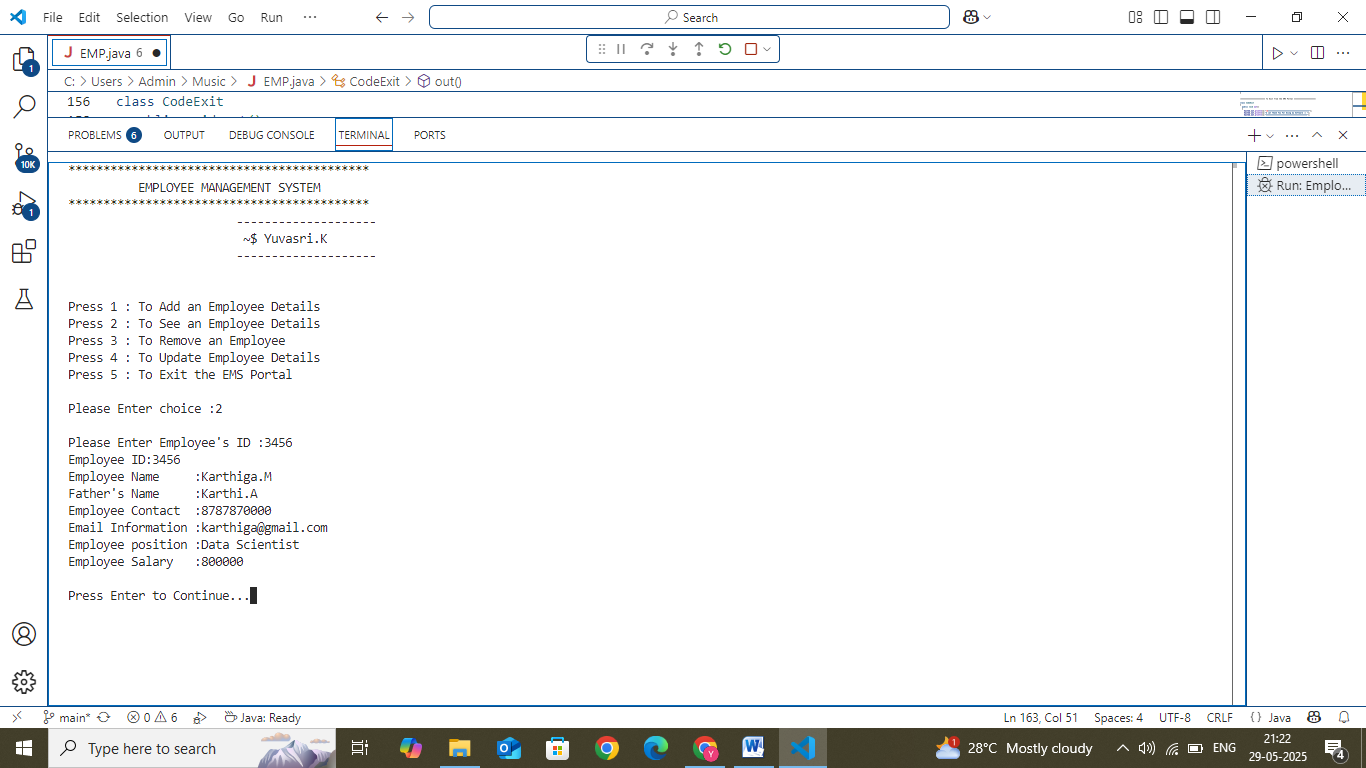 File Edit Selection View Go Run ··· Search
EMP.java 6
C: > Users > Admin > Music > EMP.java > CodeExit > out()
156 class CodeExit
PROBLEMS 6 OUTPUT DEBUG CONSOLE TERMINAL PORTS
*******************************************
EMPLOYEE MANAGEMENT SYSTEM
*******************************************
--------------------
~$ Yuvasri.K
--------------------
Press 1 : To Add an Employee Details
Press 2 : To See an Employee Details
Press 3 : To Remove an Employee
Press 4 : To Update Employee Details
Press 5 : To Exit the EMS Portal
Please Enter choice :2
Please Enter Employee's ID :3456
Employee ID:3456
Employee Name :Karthiga.M
Father's Name :Karthi.A
Employee Contact :8787870000
Email Information :karthiga@gmail.com
Employee position :Data Scientist
Employee Salary :800000
Press Enter to Continue...
powershell
Run: Emplo...
1
10K
1
main* 0 6 Java: Ready Ln 163, Col 51 Spaces: 4 UTF-8 CRLF {} Java
Type here to search 28°C Mostly cloudy ENG 21:22
29-05-2025
4